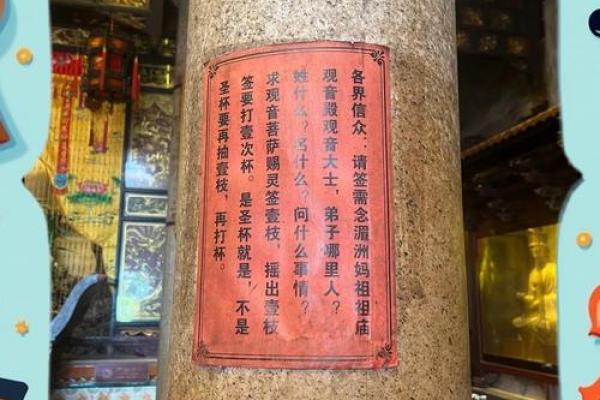 各界信众：请签需念湄洲妈祖祖庙
观音殿观音大士，弟子哪里人？
姓什么？名什么？问什么事情？
求观音菩萨赐灵签壹枝，摇出壹枝
签要打壹次杯。是圣杯就是，不是
圣杯要再抽壹枝，再打杯。